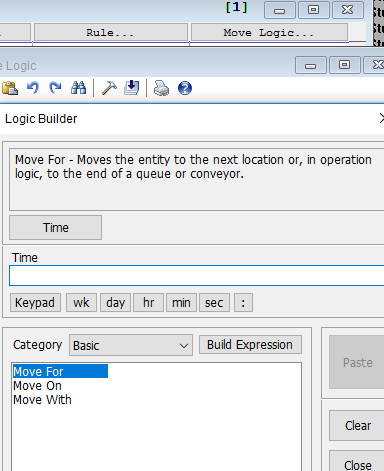 [1]
Rule...
Move Logic...
e Logic
Logic Builder
Move For - Moves the entity to the next location or, in operation
logic, to the end of a queue or conveyor.
Time
Time
Keypad wk day hr min sec :
Category Basic Build Expression
Move For
Move On
Move With
Paste
Clear
Close